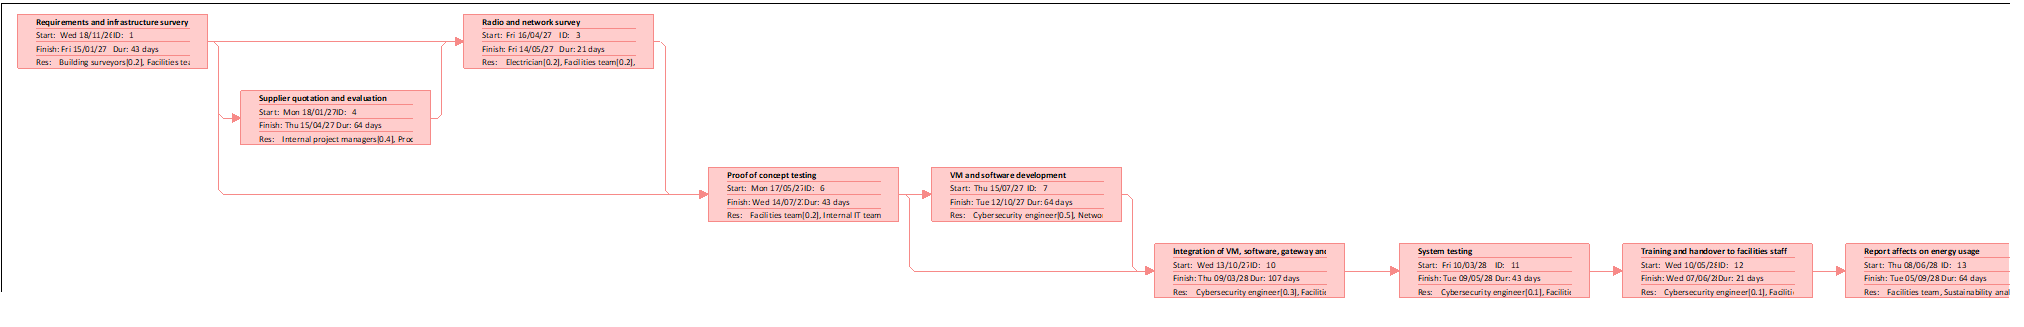 Requirements and infrastructure survery
Start: Wed 18/11/26 ID: 1
Finish: Fri 15/01/27 Dur: 43 days
Res: Building surveyors[0.2], Facilities tea
Radio and network survey
Start: Fri 16/04/27 ID: 3
Finish: Fri 14/05/27 Dur: 21 days
Res: Electrician[0.2], Facilities team[0.2],
Supplier quotation and evaluation
Start: Mon 18/01/27 ID: 4
Finish: Thu 15/04/27 Dur: 64 days
Res: Internal project managers[0.4], Proc
Proof of concept testing
Start: Mon 17/05/27 ID: 6
Finish: Wed 14/07/27 Dur: 43 days
Res: Facilities team[0.2], Internal IT team
VM and software development
Start: Thu 15/07/27 ID: 7
Finish: Tue 12/10/27 Dur: 64 days
Res: Cybersecurity engineer[0.5], Networ
Integration of VM, software, gateway and
Start: Wed 13/10/27 ID: 10
Finish: Thu 09/03/28 Dur: 107 days
Res: Cybersecurity engineer[0.3], Facilitie
System testing
Start: Fri 10/03/28 ID: 11
Finish: Tue 09/05/28 Dur: 43 days
Res: Cybersecurity engineer[0.1], Facilitie
Training and handover to facilities staff
Start: Wed 10/05/28 ID: 12
Finish: Wed 07/06/28 Dur: 21 days
Res: Cybersecurity engineer[0.1], Faciliti
Report affects on energy usage
Start: Thu 08/06/28 ID: 13
Finish: Tue 05/09/28 Dur: 64 days
Res: Facilities team, Sustainability anal